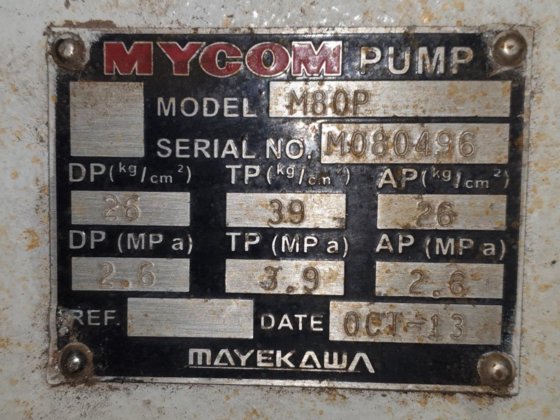 MYCOM PUMP
MODEL M80P
SERIAL NO. M080496
DP(kg/cm²) TP(kg/cm²) AP(kg/cm²)
26 39 26
DP (MPa) TP (MPa) AP (MPa)
2.6 3.9 2.6
REF. DATE OCT-13
MAYEKAWA